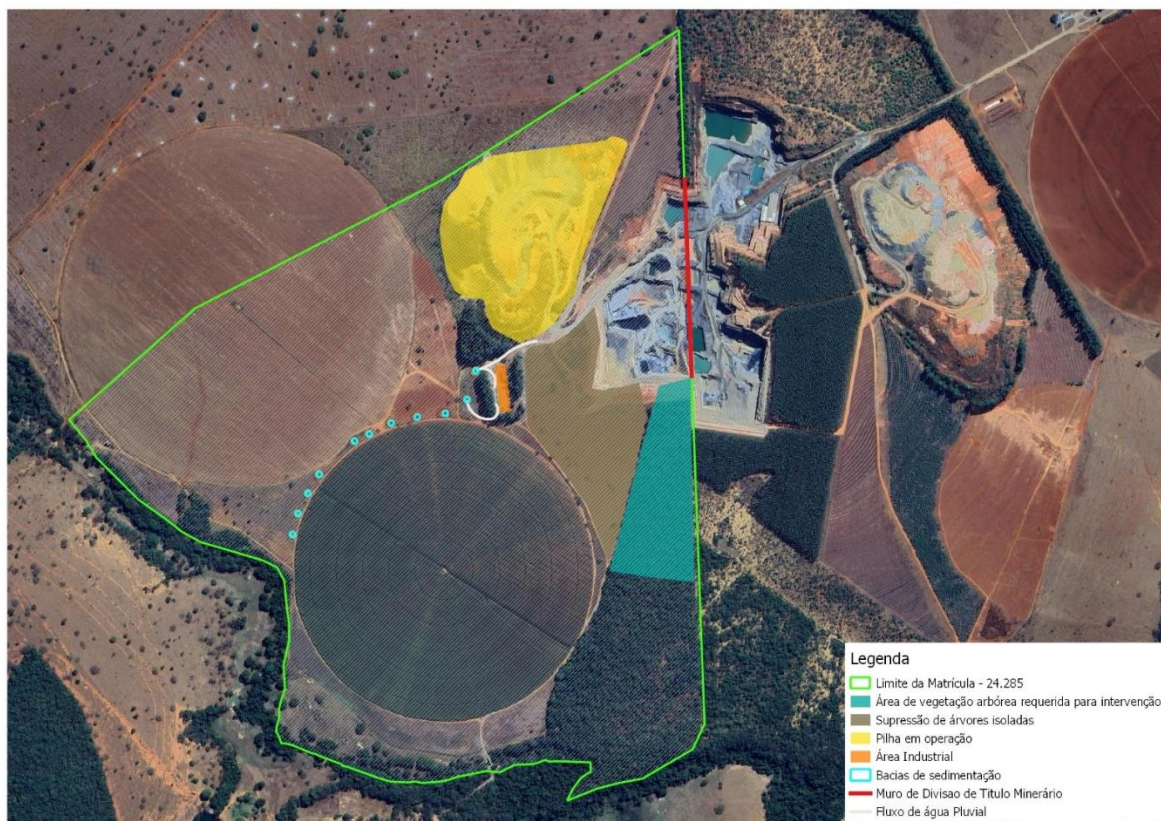 Legenda
Limite da Matrícula - 24.285
Área de vegetação arbórea requerida para intervenção
Supressão de árvores isoladas
Pilha em operação
Área Industrial
Bacias de sedimentação
Muro de Divisao de Titulo Minerário
Fluxo de água Pluvial